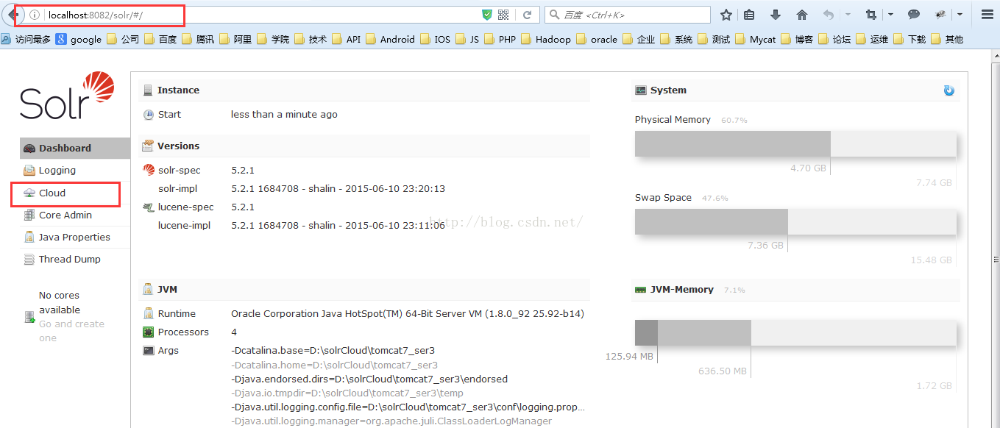 localhost:8082/solr/#/
百度 <Ctrl+K>
访问最多 google 公司 百度 腾讯 阿里 学院 技术 API Android IOS JS PHP Hadoop oracle 企业 系统 测试 Mycat 博客 论坛 运维 下载 其他
Solr
Dashboard
Logging
Cloud
Core Admin
Java Properties
Thread Dump
No cores
available
Go and create
one
Instance
Start less than a minute ago
Versions
solr-spec 5.2.1
solr-impl 5.2.1 1684708 - shalin - 2015-06-10 23:20:13
lucene-spec 5.2.1
lucene-impl 5.2.1 1684708 - shalin - 2015-06-10 23:11:06
http://blog.csdn.net/
JVM
Runtime Oracle Corporation Java HotSpot(TM) 64-Bit Server VM (1.8.0_92 25.92-b14)
Processors 4
Args -Dcatalina.base=D:\solrCloud\tomcat7_ser3
-Dcatalina.home=D:\solrCloud\tomcat7_ser3
-Djava.endorsed.dirs=D:\solrCloud\tomcat7_ser3\endorsed
-Djava.io.tmpdir=D:\solrCloud\tomcat7_ser3\temp
-Djava.util.logging.config.file=D:\solrCloud\tomcat7_ser3\conf\logging.prop...
-Djava.util.logging.manager=org.apache.juli.ClassLoaderLogManager
System
Physical Memory 60.7%
4.70 GB
7.74 GB
Swap Space 47.6%
7.36 GB
15.48 GB
JVM-Memory 7.1%
125.94 MB
636.50 MB
1.72 GB